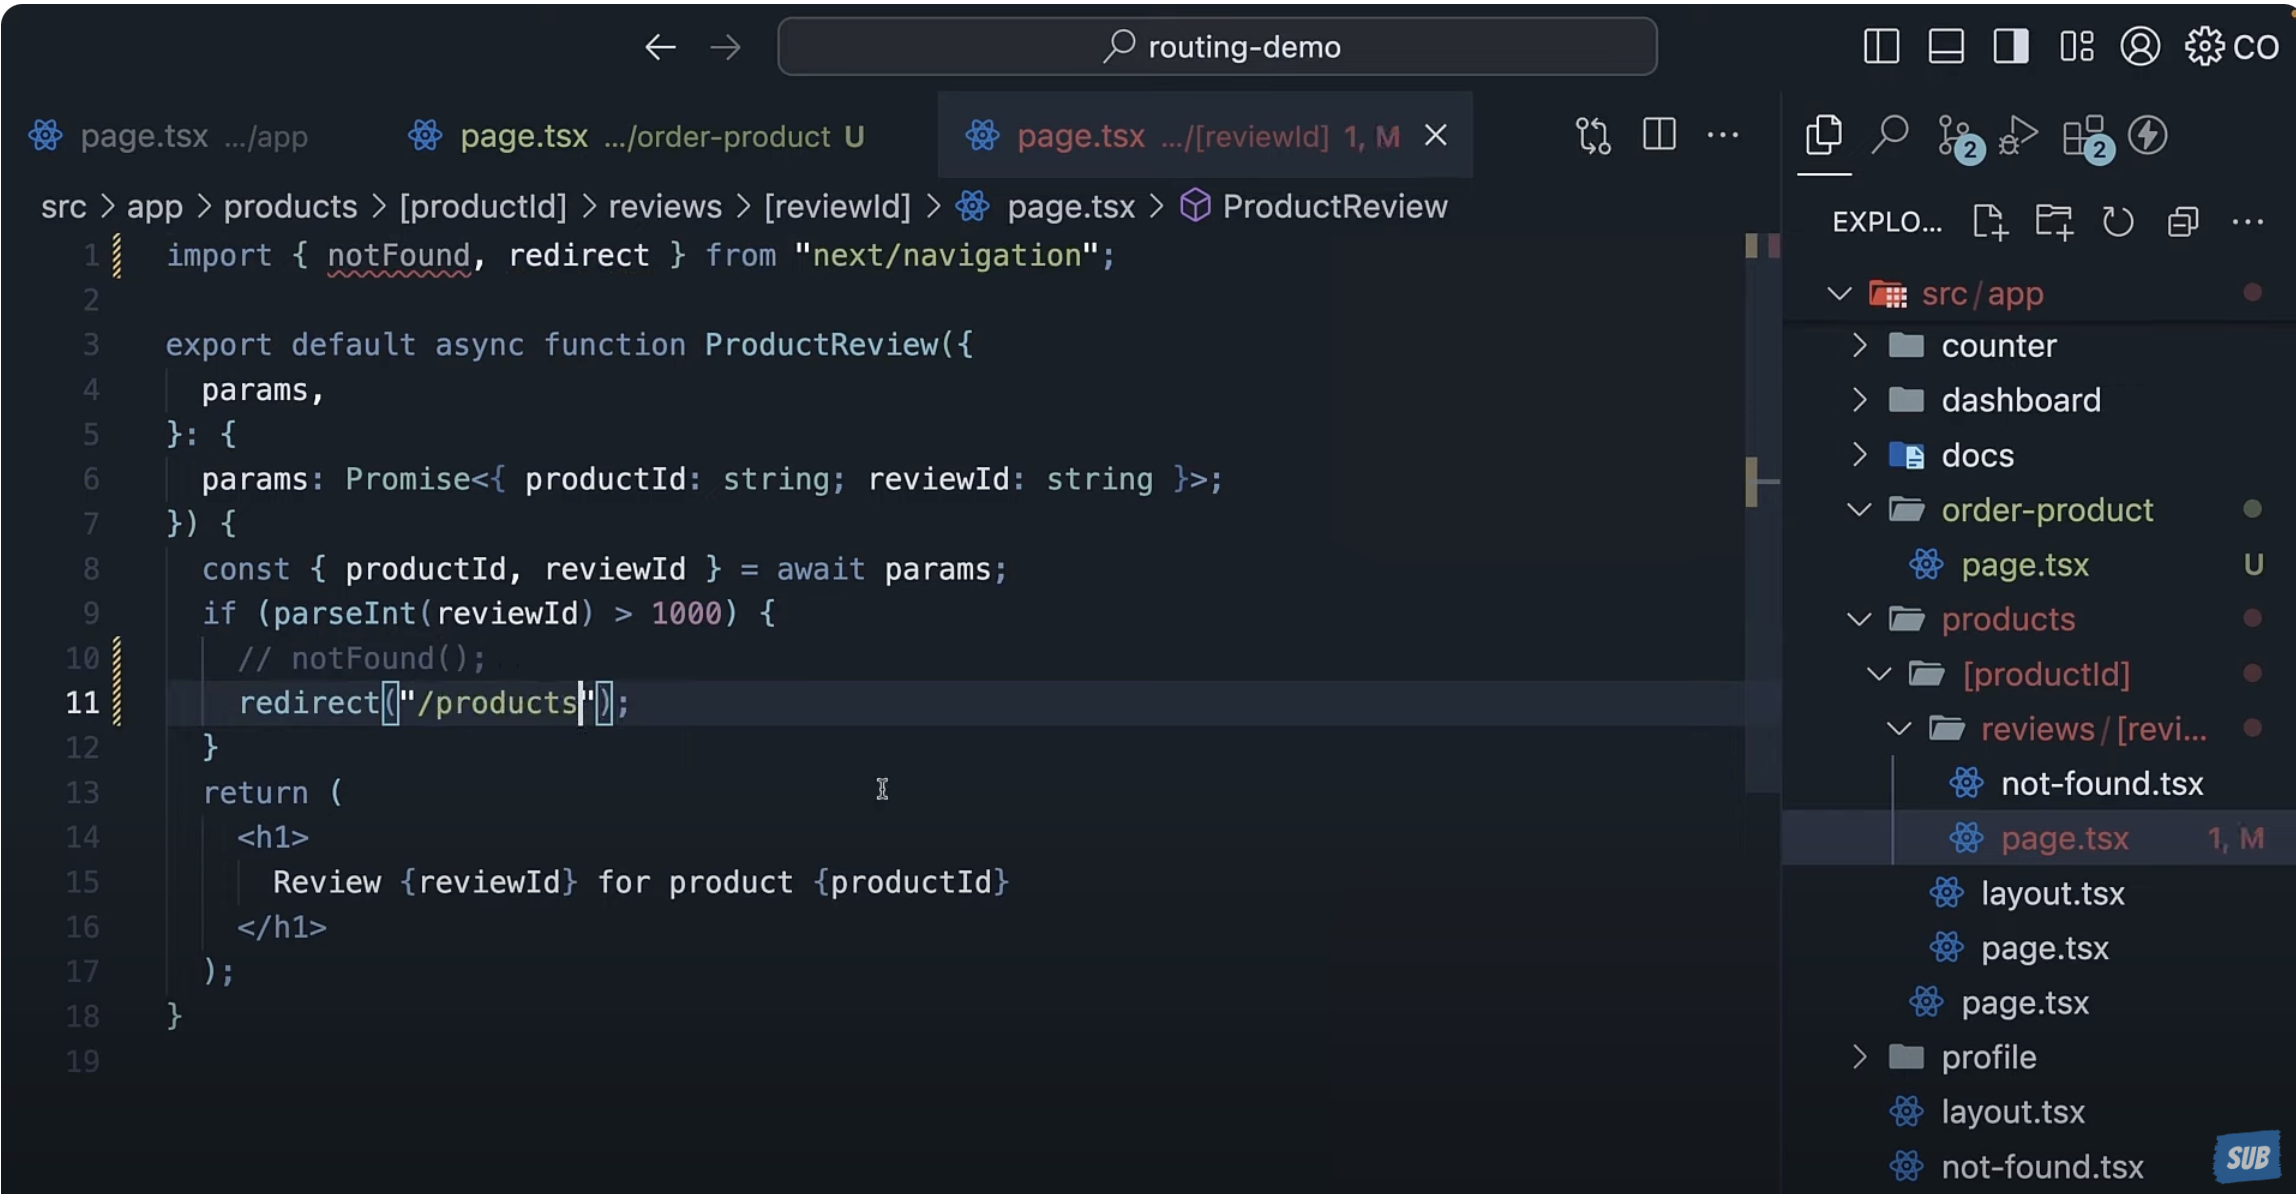 routing-demo
CO
page.tsx .../app
page.tsx .../order-product U
page.tsx .../[reviewId] 1, M
2
2
src > app > products > [productId] > reviews > [reviewId] > page.tsx > ProductReview
1 import { notFound, redirect } from "next/navigation";
2
3 export default async function ProductReview({
4 params,
5 }: {
6 params: Promise<{ productId: string; reviewId: string }>;
7 }) {
8 const { productId, reviewId } = await params;
9 if (parseInt(reviewId) > 1000) {
10 // notFound();
11 redirect("/products");
12 }
13 return (
14 <h1>
15 Review {reviewId} for product {productId}
16 </h1>
17 );
18 }
19
EXPLO...
src/app
counter
dashboard
docs
order-product
page.tsx U
products
[productId]
reviews/[revi...
not-found.tsx
page.tsx 1, M
layout.tsx
page.tsx
page.tsx
profile
layout.tsx
not-found.tsx
SUB